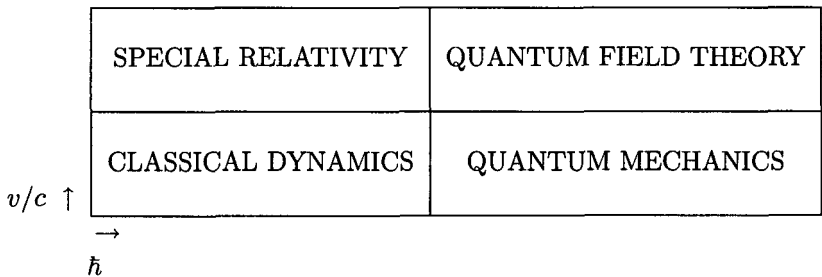 SPECIAL RELATIVITY QUANTUM FIELD THEORY
CLASSICAL DYNAMICS QUANTUM MECHANICS
v/c ↑
→
ℏ